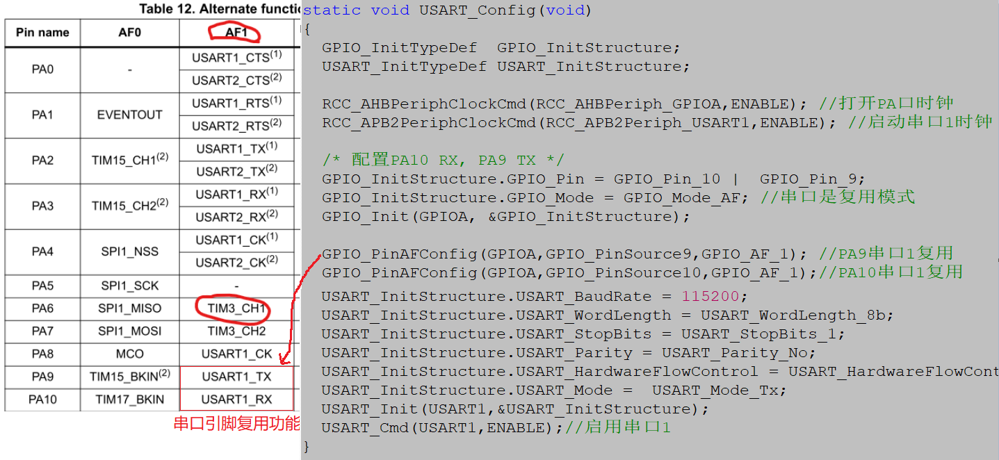 Table 12. Alternate functi
Pin name AF0 AF1
PA0 - USART1_CTS(1)
USART2_CTS(2)
PA1 EVENTOUT USART1_RTS(1)
USART2_RTS(2)
PA2 TIM15_CH1(2) USART1_TX(1)
USART2_TX(2)
PA3 TIM15_CH2(2) USART1_RX(1)
USART2_RX(2)
PA4 SPI1_NSS USART1_CK(1)
USART2_CK(2)
PA5 SPI1_SCK -
PA6 SPI1_MISO TIM3_CH1
PA7 SPI1_MOSI TIM3_CH2
PA8 MCO USART1_CK
PA9 TIM15_BKIN(2) USART1_TX
PA10 TIM17_BKIN USART1_RX
串口引脚复用功能
static void USART_Config(void)
{
GPIO_InitTypeDef  GPIO_InitStructure;
USART_InitTypeDef USART_InitStructure;
RCC_AHBPeriphClockCmd(RCC_AHBPeriph_GPIOA,ENABLE); //打开PA口时钟
RCC_APB2PeriphClockCmd(RCC_APB2Periph_USART1,ENABLE); //启动串口1时钟
/* 配置PA10 RX, PA9 TX */
GPIO_InitStructure.GPIO_Pin = GPIO_Pin_10 |  GPIO_Pin_9;
GPIO_InitStructure.GPIO_Mode = GPIO_Mode_AF; //串口是复用模式
GPIO_Init(GPIOA, &GPIO_InitStructure);
GPIO_PinAFConfig(GPIOA,GPIO_PinSource9,GPIO_AF_1); //PA9串口1复用
GPIO_PinAFConfig(GPIOA,GPIO_PinSource10,GPIO_AF_1);//PA10串口1复用
USART_InitStructure.USART_BaudRate = 115200;
USART_InitStructure.USART_WordLength = USART_WordLength_8b;
USART_InitStructure.USART_StopBits = USART_StopBits_1;
USART_InitStructure.USART_Parity = USART_Parity_No;
USART_InitStructure.USART_HardwareFlowControl = USART_HardwareFlowCont
USART_InitStructure.USART_Mode =  USART_Mode_Tx;
USART_Init(USART1,&USART_InitStructure);
USART_Cmd(USART1,ENABLE);//启用串口1
}